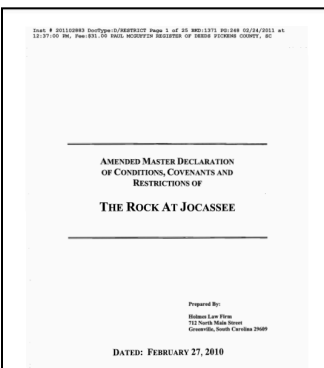 Inst # 201102883 DocType:D/RESTRICT Page 1 of 25 BKD:1371 PG:248 02/24/2011 at
12:37:00 PM, Fee:$31.00 PAUL MCGUFFIN REGISTER OF DEEDS PICKENS COUNTY, SC
AMENDED MASTER DECLARATION
OF CONDITIONS, COVENANTS AND
RESTRICTIONS OF
THE ROCK AT JOCASSEE
Prepared By:
Holmes Law Firm
712 North Main Street
Greenville, South Carolina 29609
DATED: FEBRUARY 27, 2010